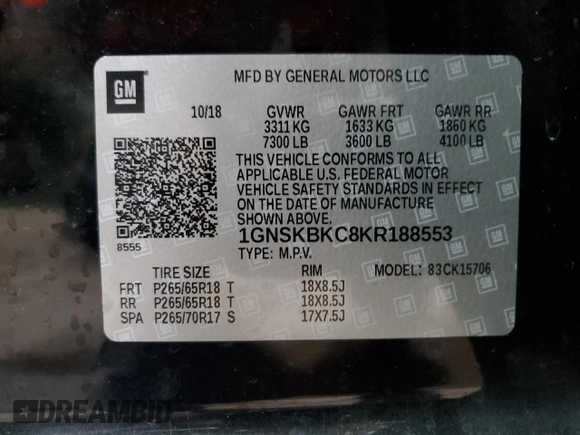 GM
MFD BY GENERAL MOTORS LLC
10/18 GVWR GAWR FRT GAWR RR
3311 KG 1633 KG 1860 KG
7300 LB 3600 LB 4100 LB
THIS VEHICLE CONFORMS TO ALL
APPLICABLE U.S. FEDERAL MOTOR
VEHICLE SAFETY STANDARDS IN EFFECT
ON THE DATE OF MANUFACTURE
SHOWN ABOVE.
8555
1GNSKBKC8KR188553
TYPE: M.P.V.
TIRE SIZE RIM MODEL: 83CK15706
FRT P265/65R18 T 18X8.5J
RR P265/65R18 T 18X8.5J
SPA P265/70R17 S 17X7.5J
DREAMBID